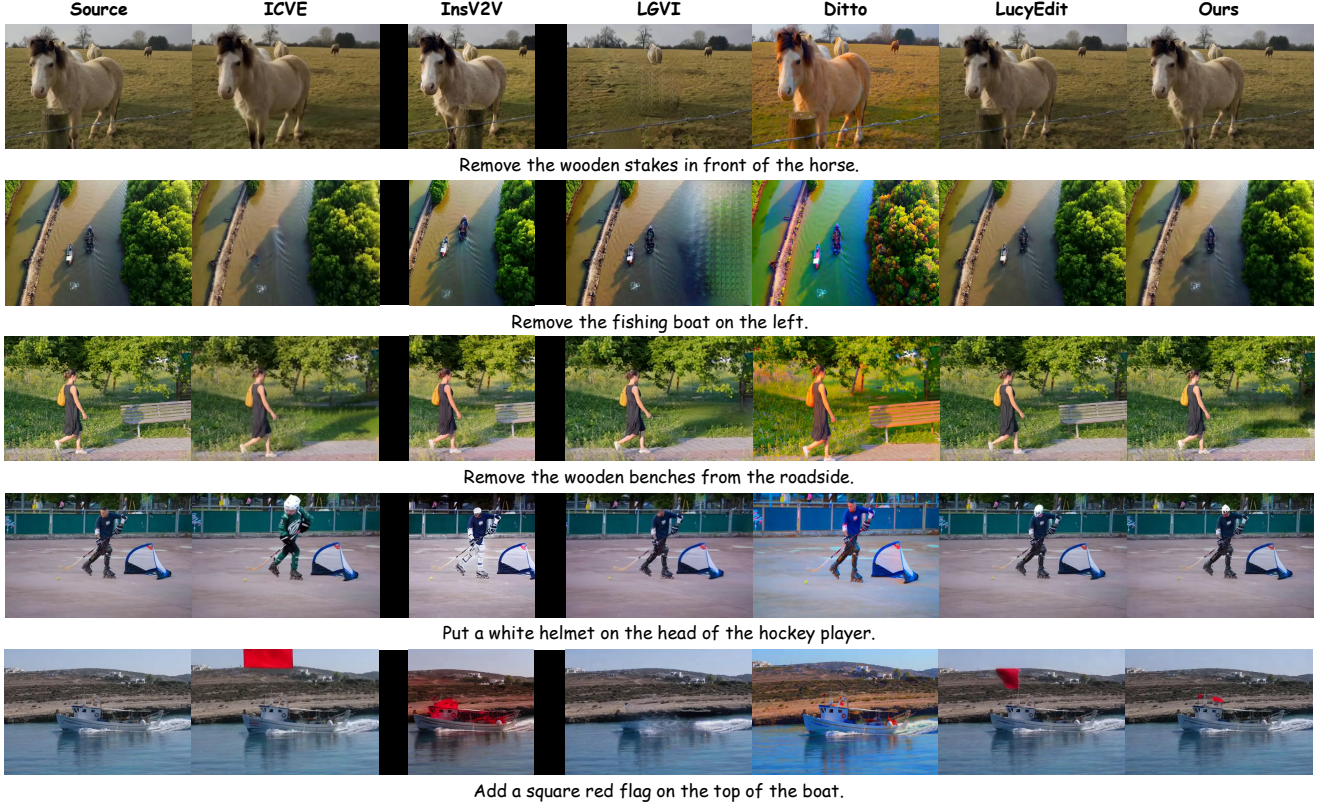 Source ICVE InsV2V LGVI Ditto LucyEdit Ours
Remove the wooden stakes in front of the horse.
Remove the fishing boat on the left.
Remove the wooden benches from the roadside.
Put a white helmet on the head of the hockey player.
Add a square red flag on the top of the boat.